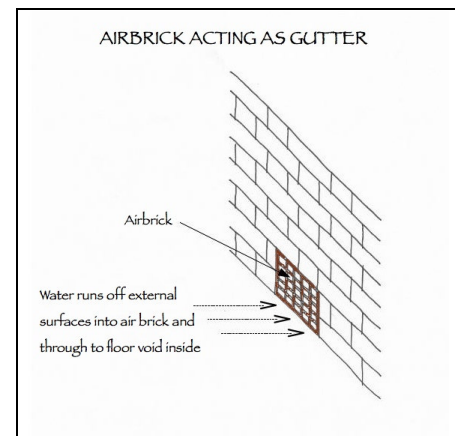 AIRBRICK ACTING AS GUTTER
Airbrick
Water runs off external
surfaces into air brick and
through to floor void inside